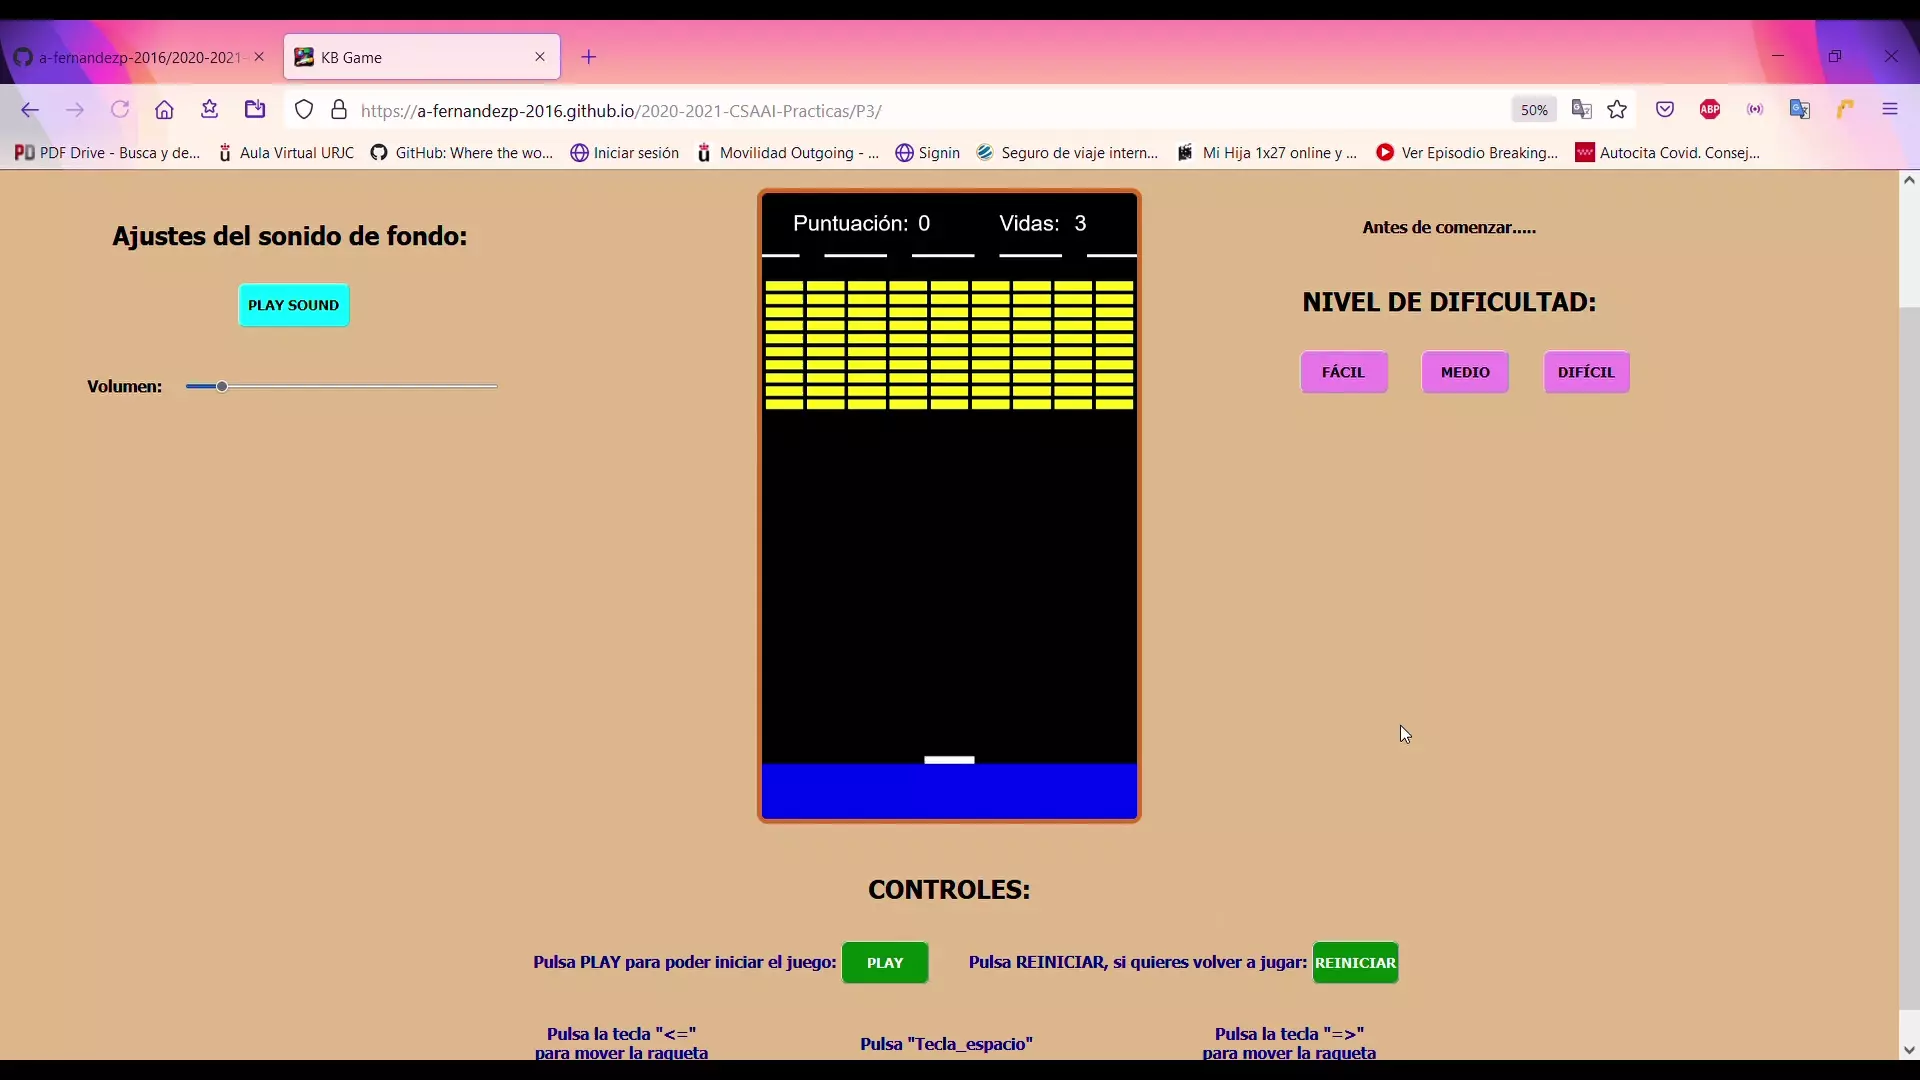 a-fernandezp-2016/2020-2021-
KB Game
https://a-fernandezp-2016.github.io/2020-2021-CSAAI-Practicas/P3/
50%
ABP
PDF Drive - Busca y de...
Aula Virtual URJC
GitHub: Where the wo...
Iniciar sesión
Movilidad Outgoing - ...
Signin
Seguro de viaje intern...
Mi Hija 1x27 online y ...
Ver Episodio Breaking...
Autocita Covid. Consej...
Ajustes del sonido de fondo:
PLAY SOUND
Volumen:
Puntuación: 0
Vidas: 3
Antes de comenzar.....
NIVEL DE DIFICULTAD:
FÁCIL
MEDIO
DIFÍCIL
CONTROLES:
Pulsa PLAY para poder iniciar el juego:
PLAY
Pulsa REINICIAR, si quieres volver a jugar:
REINICIAR
Pulsa la tecla "<="
para mover la raqueta
Pulsa "Tecla_espacio"
Pulsa la tecla "=>"
para mover la raqueta